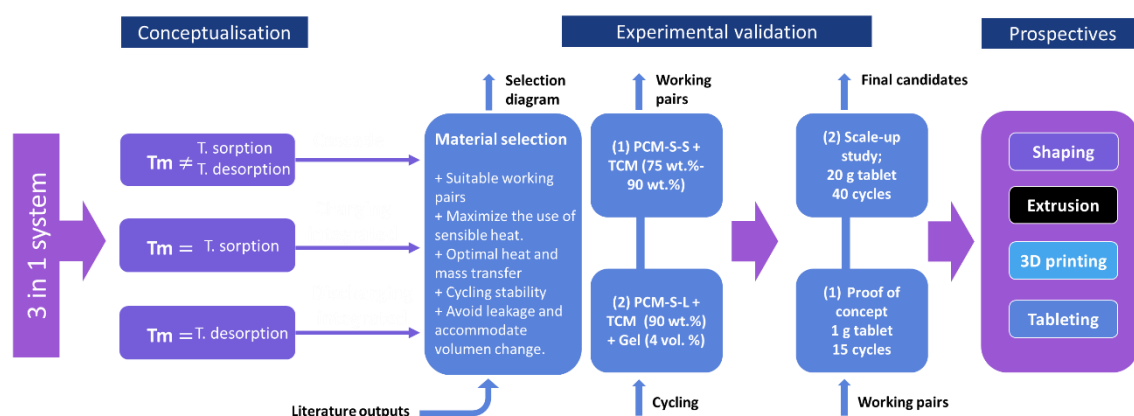 Conceptualisation
Experimental validation
Prospectives
3 in 1 system
Tm ≠ T. sorption
T. desorption
Tm = T. sorption
Tm = T. desorption
Selection
diagram
Material selection
+ Suitable working
pairs
+ Maximize the use of
sensible heat.
+ Optimal heat and
mass transfer
+ Cycling stability
+ Avoid leakage and
accommodate
volumen change.
Literature outputs
Working
pairs
(1) PCM-S-S +
TCM (75 wt.%-
90 wt.%)
(2) PCM-S-L +
TCM (90 wt.%)
+ Gel (4 vol. %)
Cycling
Final candidates
(2) Scale-up
study;
20 g tablet
40 cycles
(1) Proof of
concept
1 g tablet
15 cycles
Working pairs
Shaping
Extrusion
3D printing
Tableting